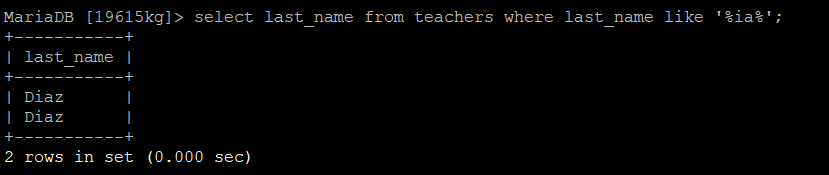 MariaDB [19615kg]> select last_name from teachers where last_name like '%ia%';
+-----------+
| last_name |
+-----------+
| Diaz      |
| Diaz      |
+-----------+
2 rows in set (0.000 sec)